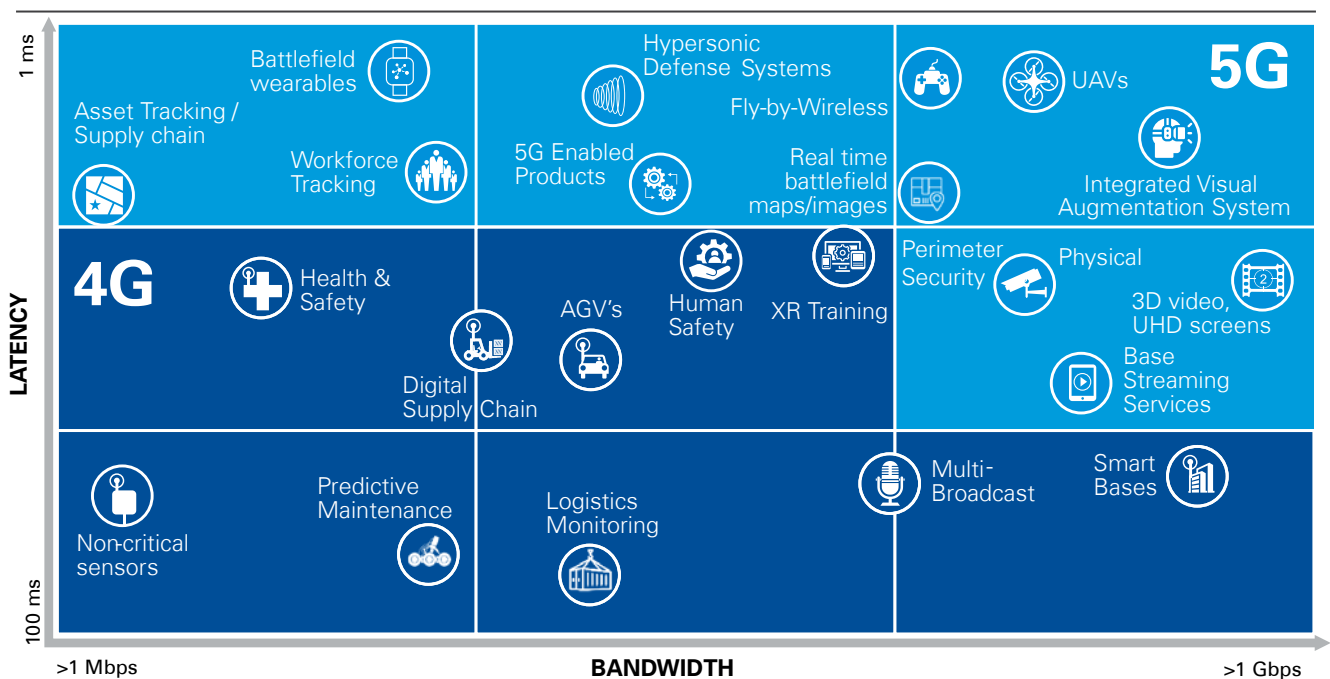 1 ms
LATENCY
100 ms
Battlefield
wearables
Asset Tracking /
Supply chain
Workforce
Tracking
Hypersonic
Defense Systems
Fly-by-Wireless
5G Enabled
Products
Real time
battlefield
maps/images
5G
UAVs
Integrated Visual
Augmentation System
4G
Health &
Safety
Digital
Supply Chain
AGV's
Human
Safety
XR Training
Perimeter
Security
Physical
2
3D video,
UHD screens
Base
Streaming
Services
Non-critical
sensors
Predictive
Maintenance
Logistics
Monitoring
Multi-
Broadcast
Smart
Bases
>1 Mbps
BANDWIDTH
>1 Gbps